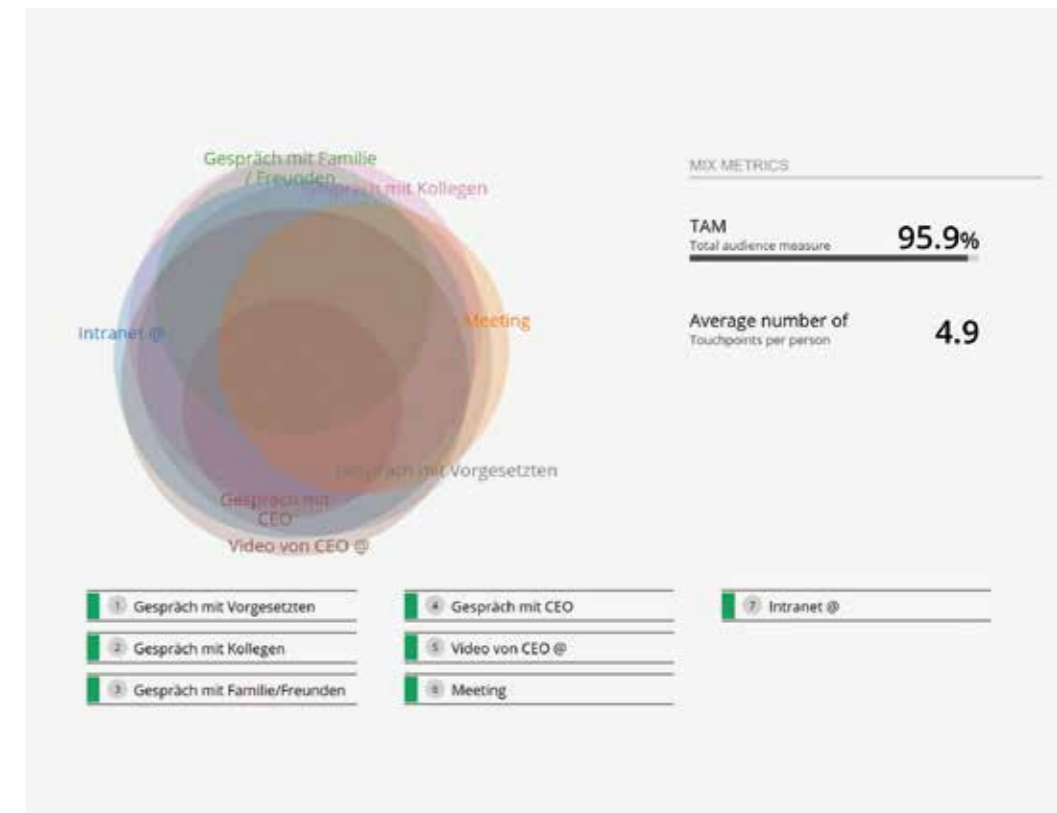 Gespräch mit Familie
/ Freunden
Gespräch mit Kollegen
Intranet @
Meeting
Gespräch mit Vorgesetzten
Gespräch mit
CEO
Video von CEO @
MIX METRICS
TAM
Total audience measure
95.9%
Average number of
Touchpoints per person
4.9
1 Gespräch mit Vorgesetzten
2 Gespräch mit Kollegen
3 Gespräch mit Familie/Freunden
4 Gespräch mit CEO
5 Video von CEO @
6 Meeting
7 Intranet @